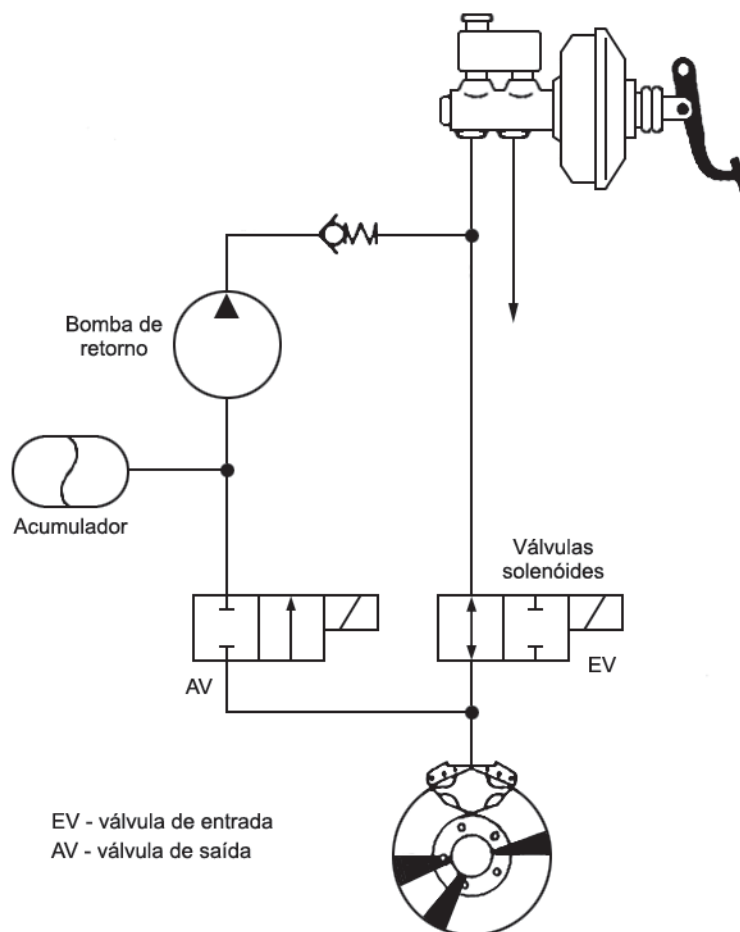 Bomba de
retorno
Acumulador
Válvulas
solenóides
AV
EV
EV - válvula de entrada
AV - válvula de saída